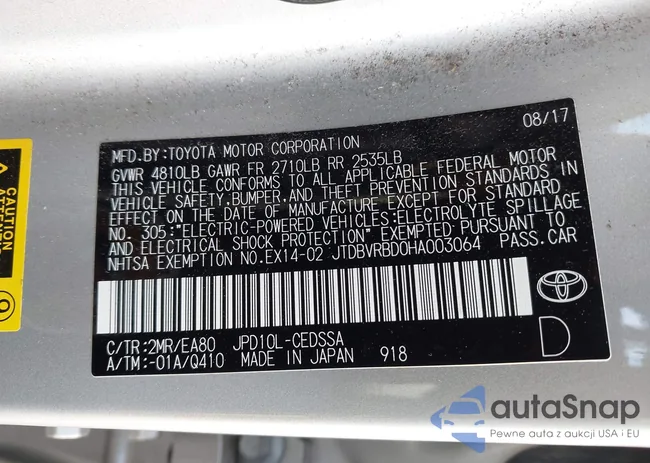 08/17
MFD.BY:TOYOTA MOTOR CORPORATION
GVWR 4810LB GAWR FR 2710LB RR 2535LB
THIS VEHICLE CONFORMS TO ALL APPLICABLE FEDERAL MOTOR
VEHICLE SAFETY,BUMPER,AND THEFT PREVENTION STANDARDS IN
EFFECT ON THE DATE OF MANUFACTURE EXCEPT FOR STANDARD
NO. 305:"ELECTRIC-POWERED VEHICLES:ELECTROLYTE SPILLAGE
AND ELECTRICAL SHOCK PROTECTION" EXEMPTED PURSUANT TO
NHTSA EXEMPTION NO.EX14-02 JTDBVRBD0HA003064 PASS.CAR
C/TR:2MR/EA80 JPD10L-CEDSSA
A/TM:-01A/Q410 MADE IN JAPAN 918
D
CAUTION
autaSnap
Pewne auta z aukcji USA i EU